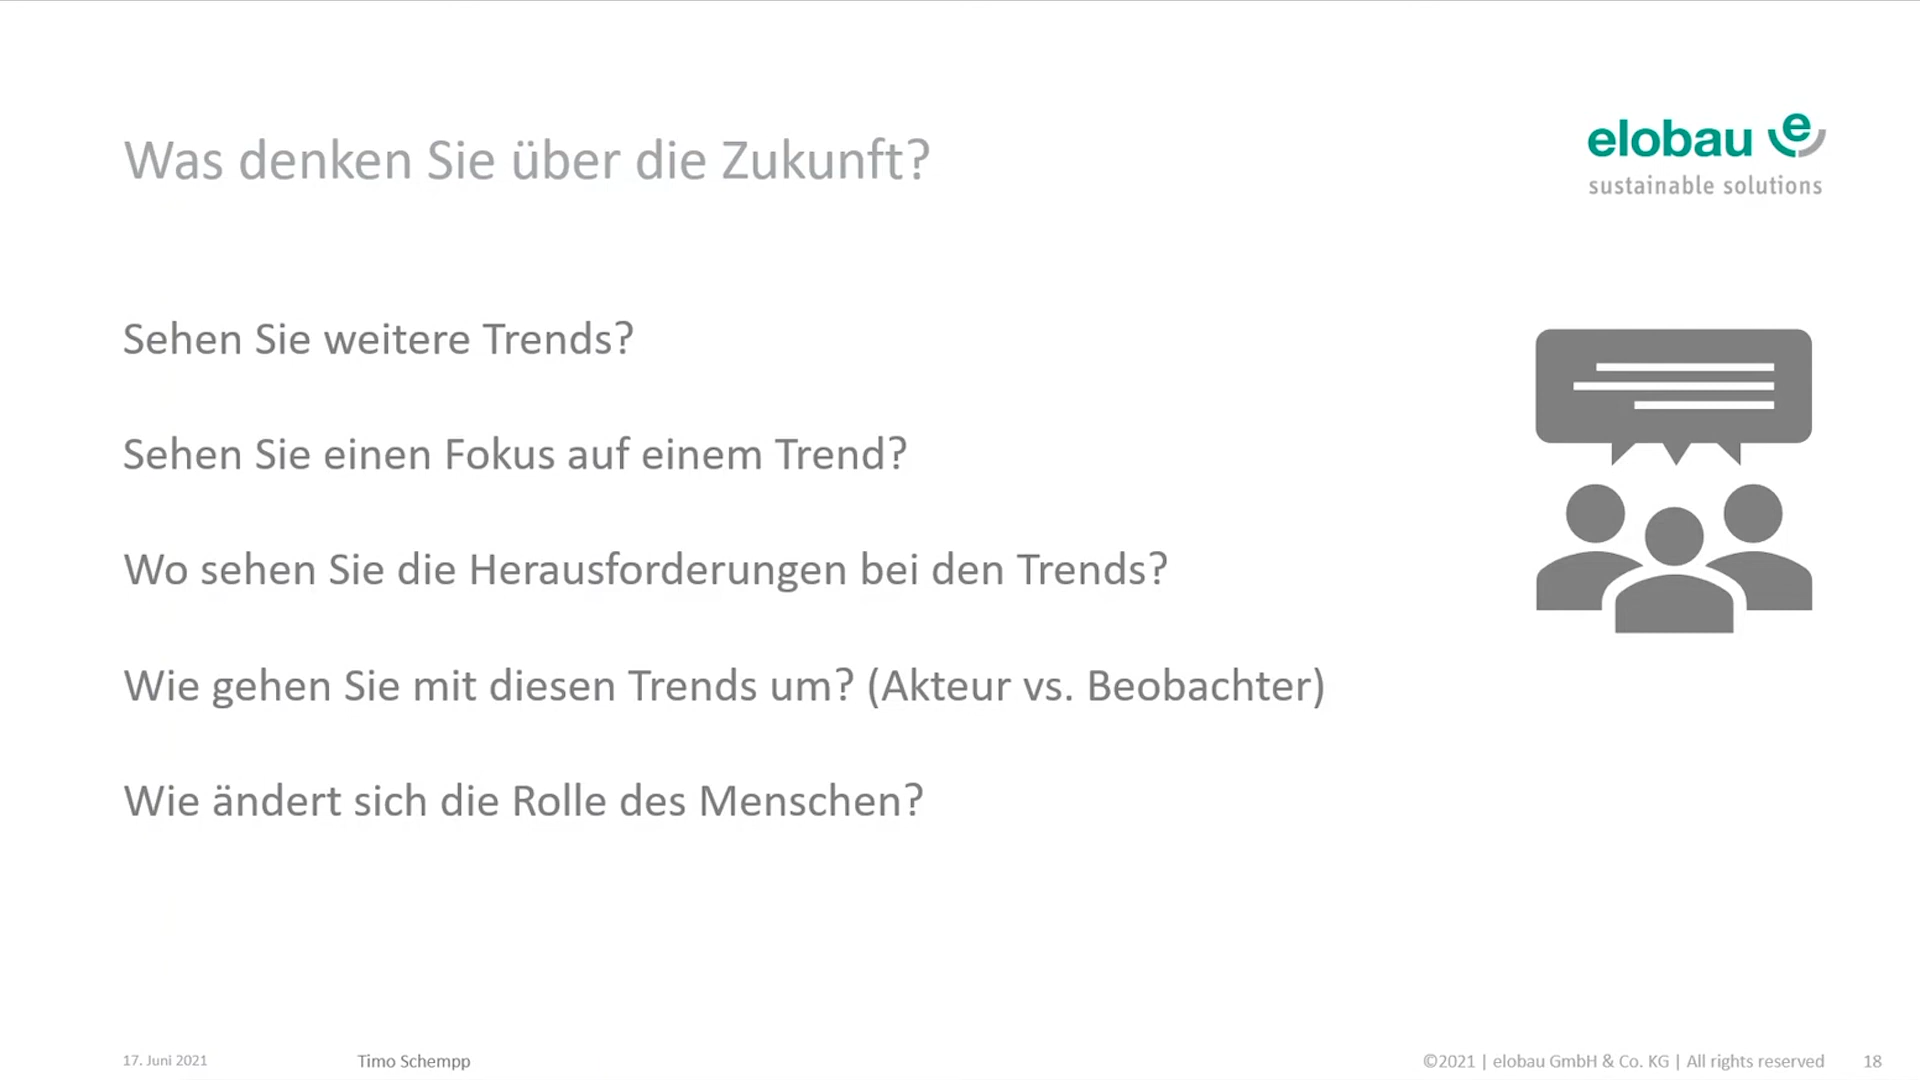 Was denken Sie über die Zukunft?
elobau e
sustainable solutions
Sehen Sie weitere Trends?
Sehen Sie einen Fokus auf einem Trend?
Wo sehen Sie die Herausforderungen bei den Trends?
Wie gehen Sie mit diesen Trends um? (Akteur vs. Beobachter)
Wie ändert sich die Rolle des Menschen?
17. Juni 2021
Timo Schempp
©2021 | elobau GmbH & Co. KG | All rights reserved
18